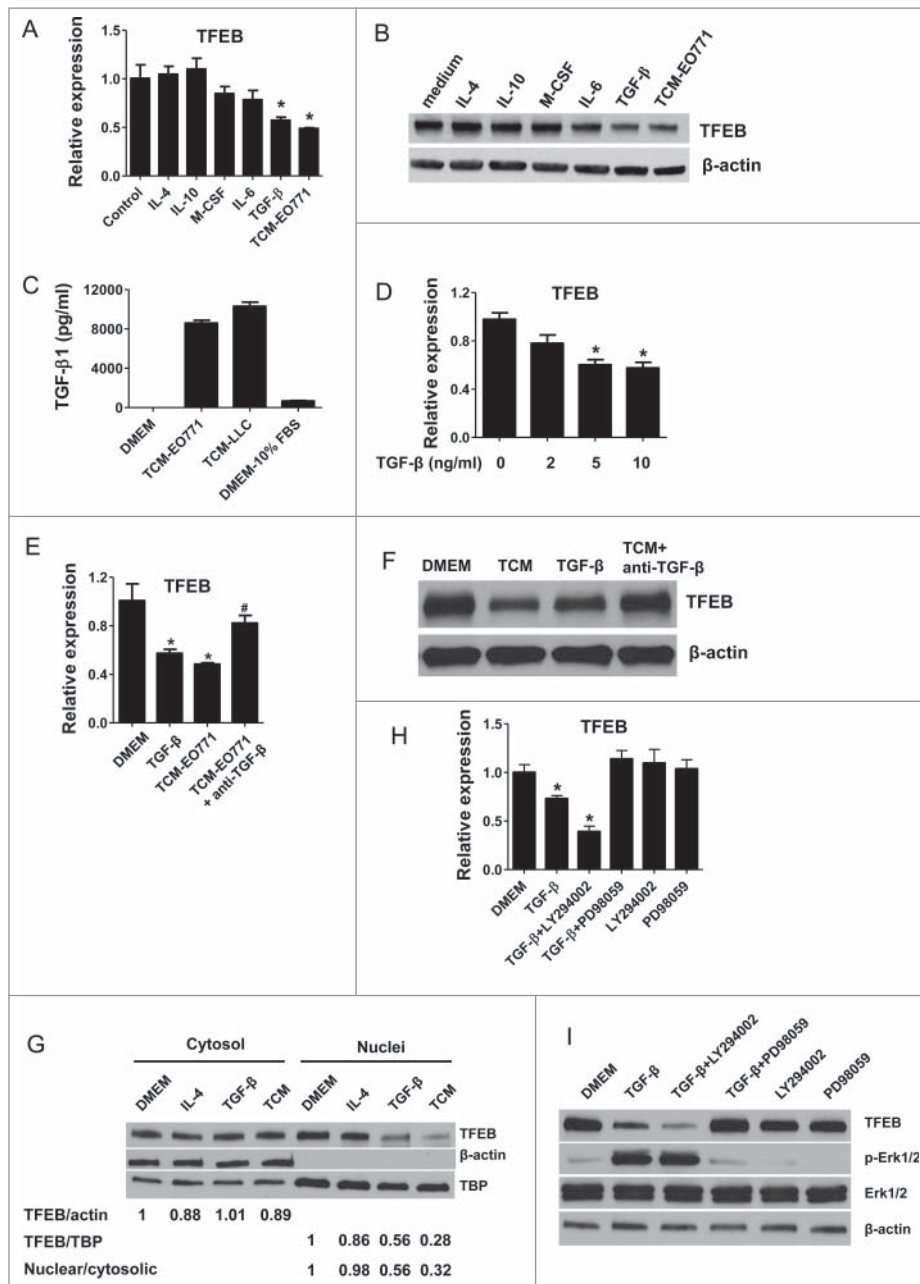 A
TFEB
Relative expression
1.5
1.0
0.5
0.0
* *
Control IL-4 IL-10 M-CSF IL-6 TGF-β TCM-EO771
B
medium IL-4 IL-10 M-CSF IL-6 TGF-β TCM-EO771
TFEB
β-actin
C
TGF-β1 (pg/ml)
12000
8000
4000
0
DMEM TCM-EO771 TCM-LLC DMEM-10% FBS
D
TFEB
Relative expression
1.2
0.8
0.4
0.0
* *
TGF-β (ng/ml) 0 2 5 10
E
TFEB
Relative expression
1.2
0.8
0.4
0.0
* * #
DMEM TGF-β TCM-EO771 TCM-EO771 + anti-TGF-β
F
DMEM TCM TGF-β TCM+ anti-TGF-β
TFEB
β-actin
H
TFEB
Relative expression
1.5
1.0
0.5
0.0
* *
DMEM TGF-β TGF-β+LY294002 TGF-β+PD98059 LY294002 PD98059
G
Cytosol Nuclei
DMEM IL-4 TGF-β TCM DMEM IL-4 TGF-β TCM
TFEB
β-actin
TBP
TFEB/actin 1 0.88 1.01 0.89
TFEB/TBP 1 0.86 0.56 0.28
Nuclear/cytosolic 1 0.98 0.56 0.32
I
DMEM TGF-β TGF-β+LY294002 TGF-β+PD98059 LY294002 PD98059
TFEB
p-Erk1/2
Erk1/2
β-actin